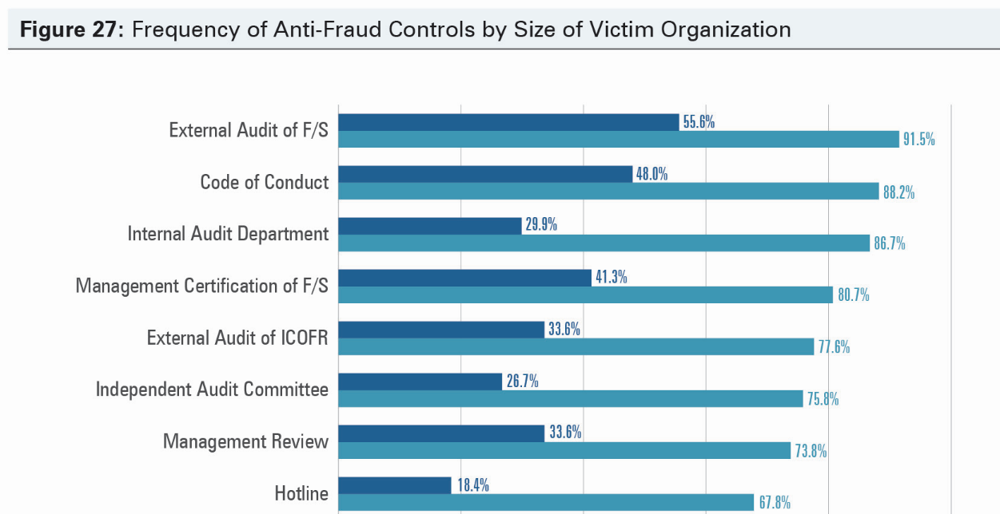 Figure 27: Frequency of Anti-Fraud Controls by Size of Victim Organization
External Audit of F/S
55.6%
91.5%
Code of Conduct
48.0%
88.2%
Internal Audit Department
29.9%
86.7%
Management Certification of F/S
41.3%
80.7%
External Audit of ICOFR
33.6%
77.6%
Independent Audit Committee
26.7%
75.8%
Management Review
33.6%
73.8%
Hotline
18.4%
67.8%